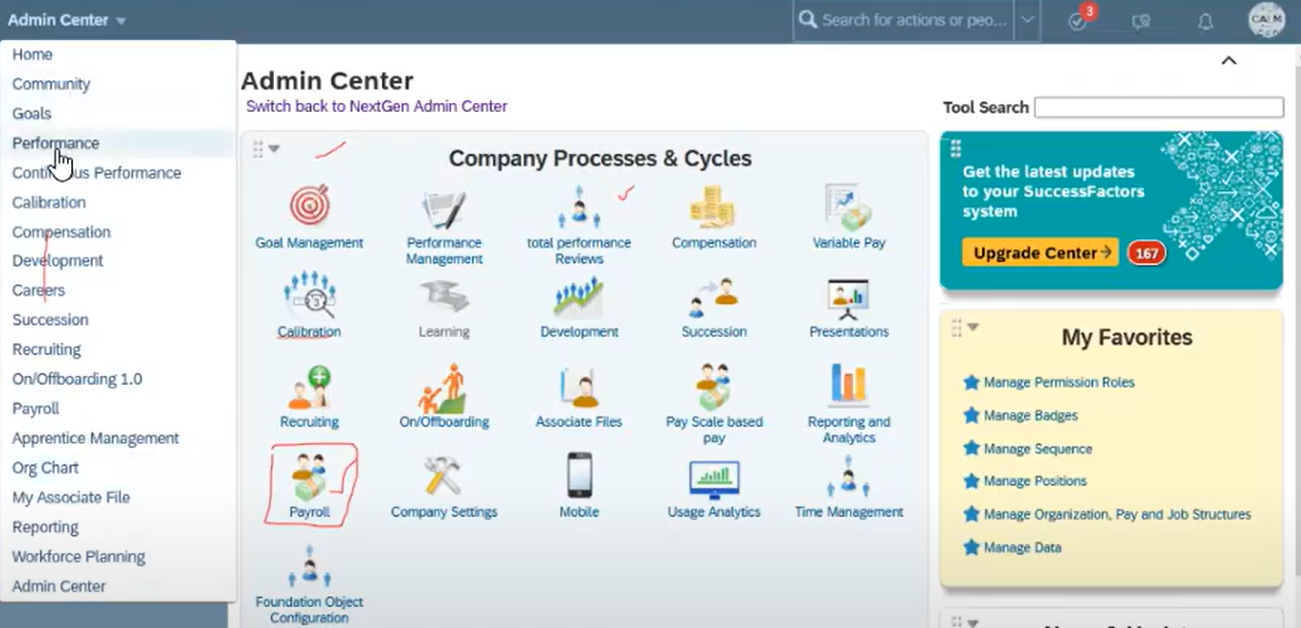 Admin Center
Search for actions or peo...
3
CALM
Home
Community
Goals
Performance
Performance
Calibration
Compensation
Development
Careers
Succession
Recruiting
On/Offboarding 1.0
Payroll
Apprentice Management
Org Chart
My Associate File
Reporting
Workforce Planning
Admin Center
Admin Center
Switch back to NextGen Admin Center
Tool Search
Company Processes & Cycles
Goal Management
Performance
Management
total performance
Reviews
Compensation
Variable Pay
Calibration
Learning
Development
Succession
Presentations
Recruiting
On/Offboarding
Associate Files
Pay Scale based
pay
Reporting and
Analytics
Payroll
Company Settings
Mobile
Usage Analytics
Time Management
Foundation Object
Configuration
Get the latest updates
to your SuccessFactors
system
Upgrade Center
167
My Favorites
Manage Permission Roles
Manage Badges
Manage Sequence
Manage Positions
Manage Organization, Pay and Job Structures
Manage Data